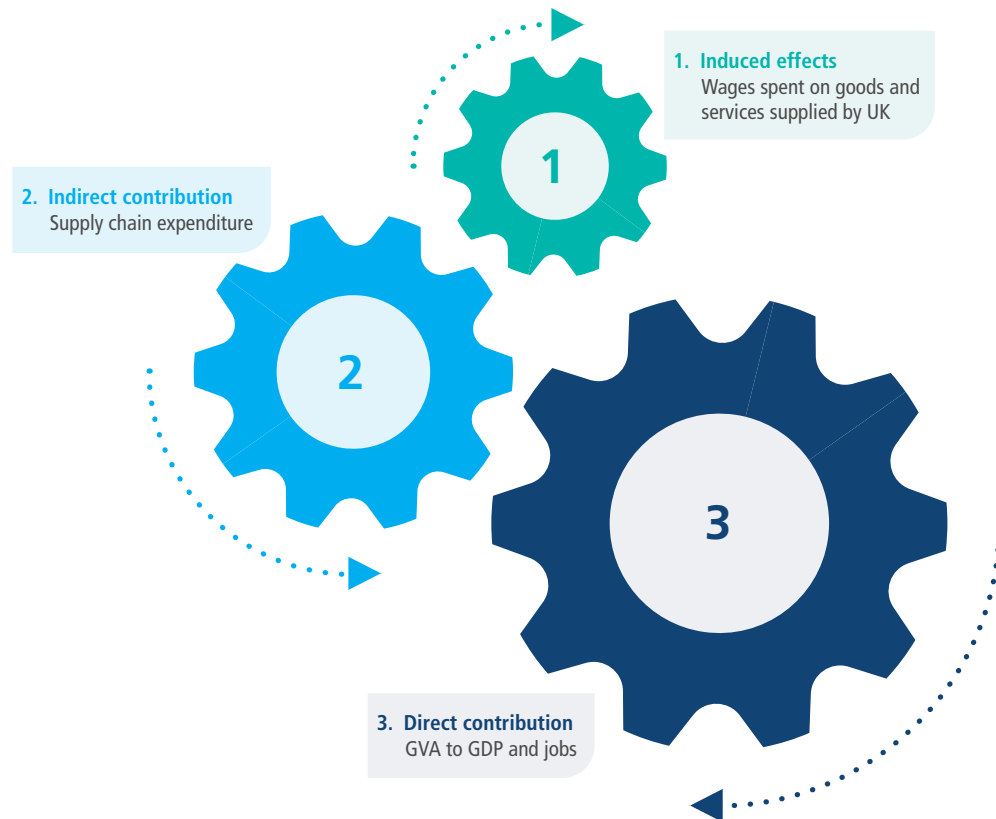 1. Induced effects
Wages spent on goods and
services supplied by UK
1
2. Indirect contribution
Supply chain expenditure
2
3
3. Direct contribution
GVA to GDP and jobs